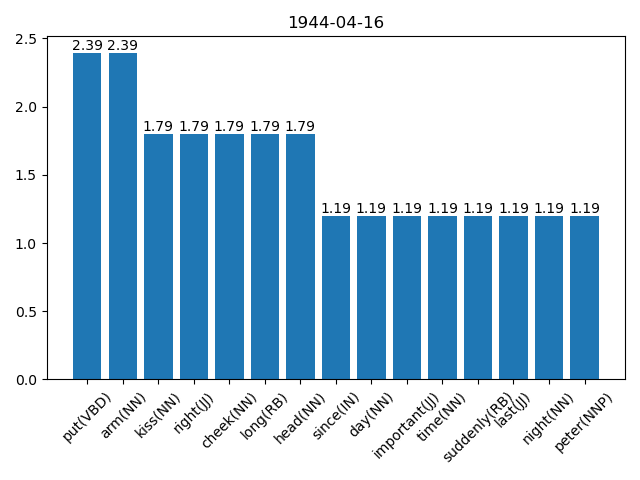 1944-04-16
2.5
2.0
1.5
1.0
0.5
0.0
2.39 2.39
1.79 1.79 1.79 1.79 1.79
1.19 1.19 1.19 1.19 1.19 1.19 1.19 1.19
put(VBD)
arm(NN)
kiss(NN)
right(JJ)
cheek(NN)
long(RB)
head(NN)
since(IN)
day(NN)
important(JJ)
time(NN)
suddenly(RB)
last(JJ)
night(NN)
peter(NNP)